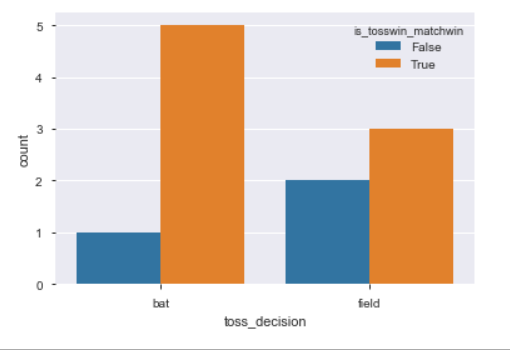 is_tosswin_matchwin
False
True
5
4
3
2
1
0
count
bat
field
toss_decision